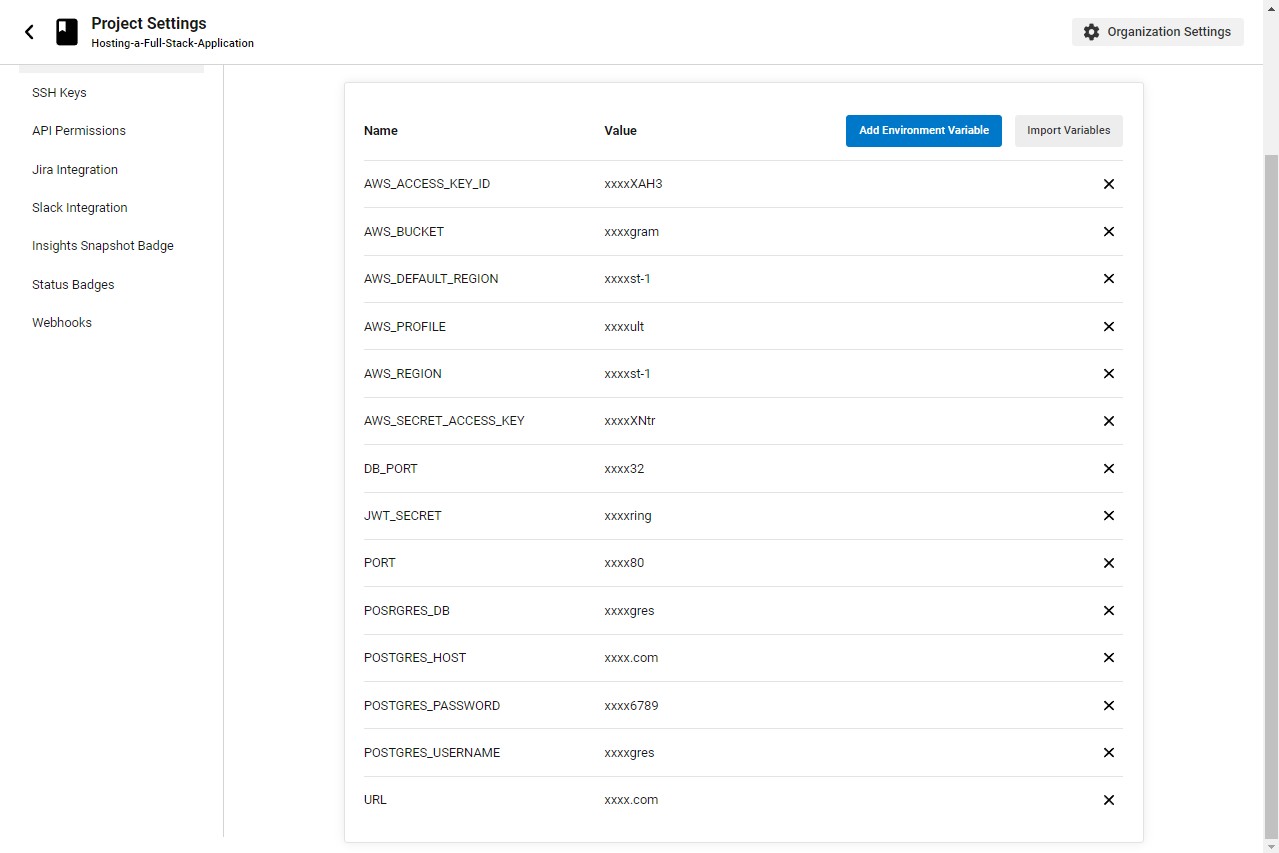 Project Settings
Hosting-a-Full-Stack-Application
Organization Settings
SSH Keys
API Permissions
Jira Integration
Slack Integration
Insights Snapshot Badge
Status Badges
Webhooks
Name Value Add Environment Variable Import Variables
AWS_ACCESS_KEY_ID xxxxXAH3
AWS_BUCKET xxxxgram
AWS_DEFAULT_REGION xxxxst-1
AWS_PROFILE xxxxult
AWS_REGION xxxxst-1
AWS_SECRET_ACCESS_KEY xxxxXNtr
DB_PORT xxxx32
JWT_SECRET xxxxring
PORT xxxx80
POSRGRES_DB xxxxgres
POSTGRES_HOST xxxx.com
POSTGRES_PASSWORD xxxx6789
POSTGRES_USERNAME xxxxgres
URL xxxx.com